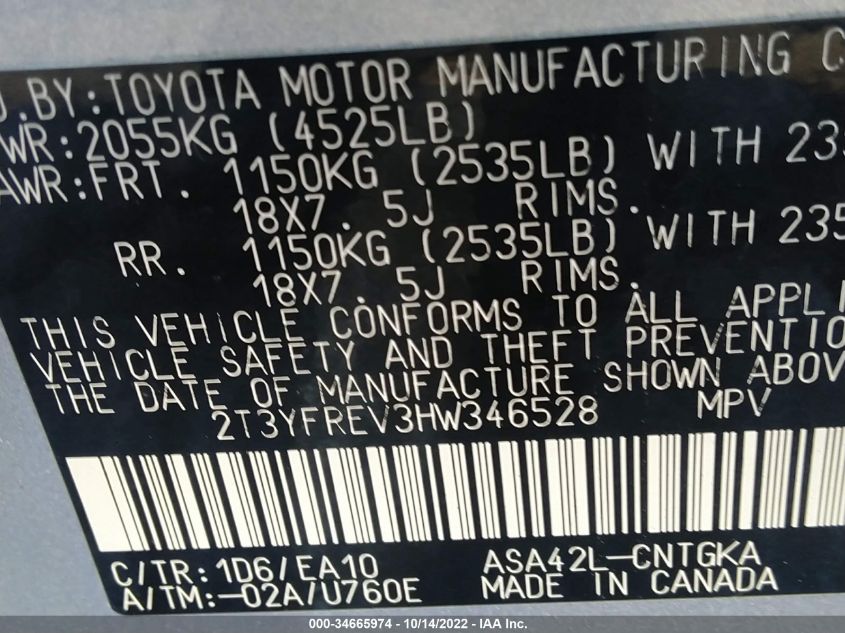 D.BY:TOYOTA MOTOR MANUFACTURING C
WR:2055KG (4525LB)
AWR:FRT. 1150KG (2535LB) WITH 235
18X7. 5J RIMS.
RR. 1150KG (2535LB) WITH 235
18X7. 5J RIMS.
THIS VEHICLE CONFORMS TO ALL APPLI
VEHICLE SAFETY AND THEFT PREVENTIO
THE DATE OF MANUFACTURE SHOWN ABOV
2T3YFREV3HW346528 MPV
C/TR:1D6/EA10 ASA42L-CNTGKA
A/TM:-02A/U760E MADE IN CANADA
000-34665974 - 10/14/2022 - IAA Inc.